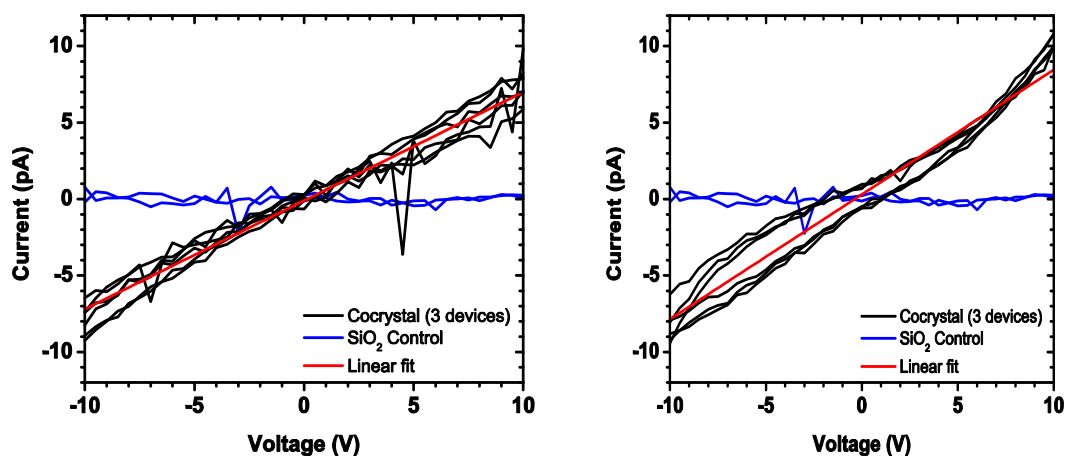 10
5
0
-5
-10
Current (pA)
Cocrystal (3 devices)
SiO2 Control
Linear fit
-10 -5 0 5 10
Voltage (V)
10
5
0
-5
-10
Current (pA)
Cocrystal (3 devices)
SiO2 Control
Linear fit
-10 -5 0 5 10
Voltage (V)